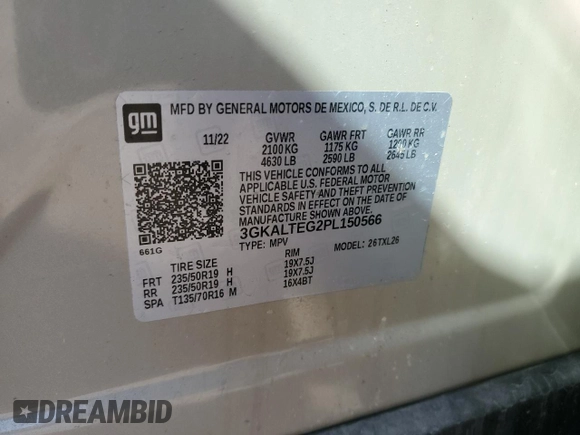 gm
MFD BY GENERAL MOTORS DE MEXICO, S. DE R.L. DE C.V.
11/22 GVWR GAWR FRT GAWR RR
2100 KG 1175 KG 1200 KG
4630 LB 2590 LB 2645 LB
THIS VEHICLE CONFORMS TO ALL
APPLICABLE U.S. FEDERAL MOTOR
VEHICLE SAFETY AND THEFT PREVENTION
STANDARDS IN EFFECT ON THE DATE OF
MANUFACTURE SHOWN ABOVE.
3GKALTEG2PL150566
661G TYPE: MPV MODEL: 26TXL26
TIRE SIZE RIM
FRT 235/50R19 H 19X7.5J
RR 235/50R19 H 19X7.5J
SPA T135/70R16 M 16X4BT
DREAMBID